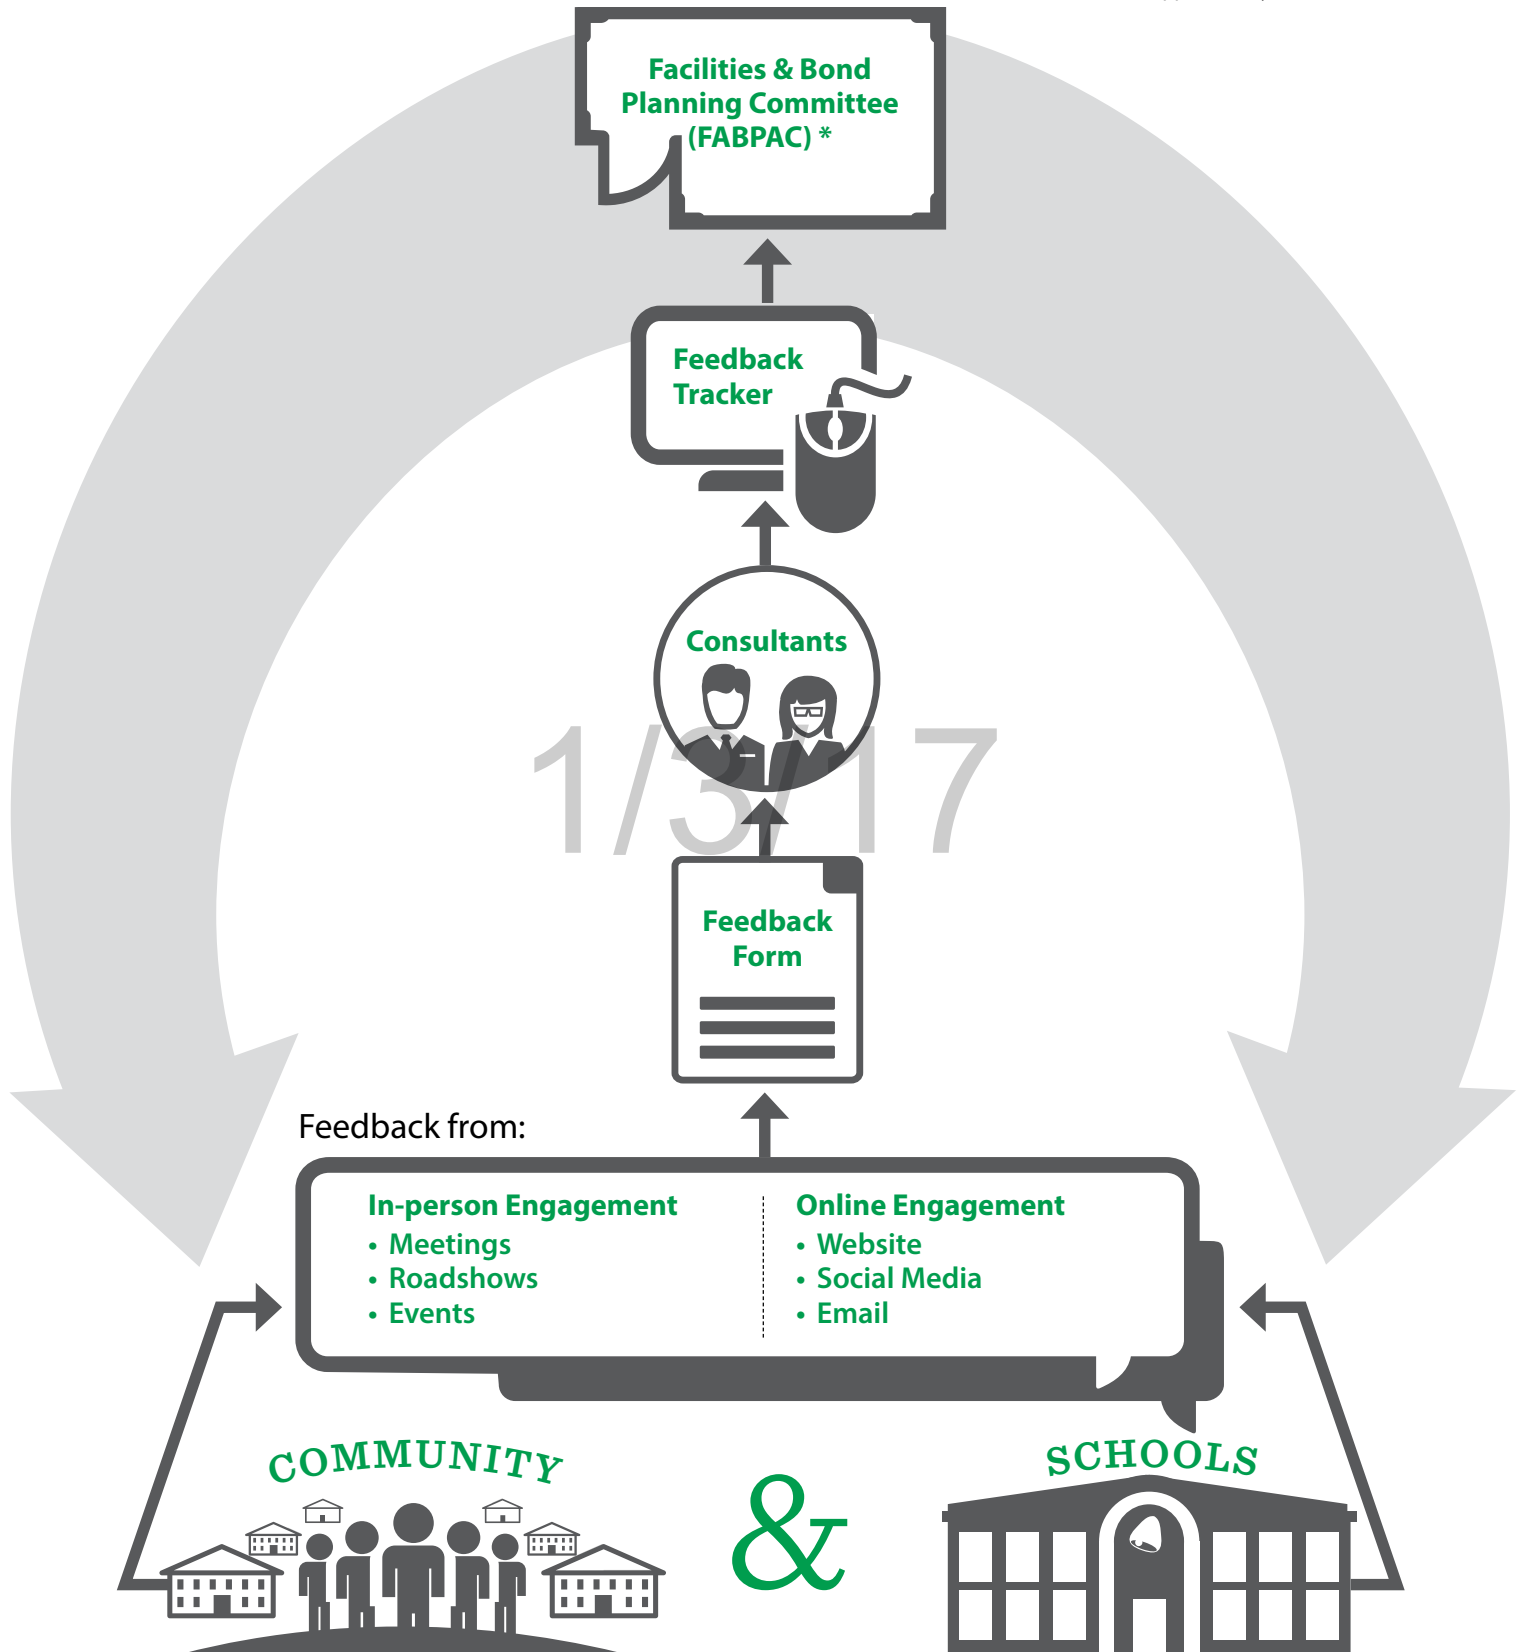 Facilities & Bond
Planning Committee
(FABPAC) *
Feedback
Tracker
Consultants
1/3/17
Feedback
Form
Feedback from:
In-person Engagement
• Meetings
• Roadshows
• Events
Online Engagement
• Website
• Social Media
• Email
COMMUNITY
&
SCHOOLS